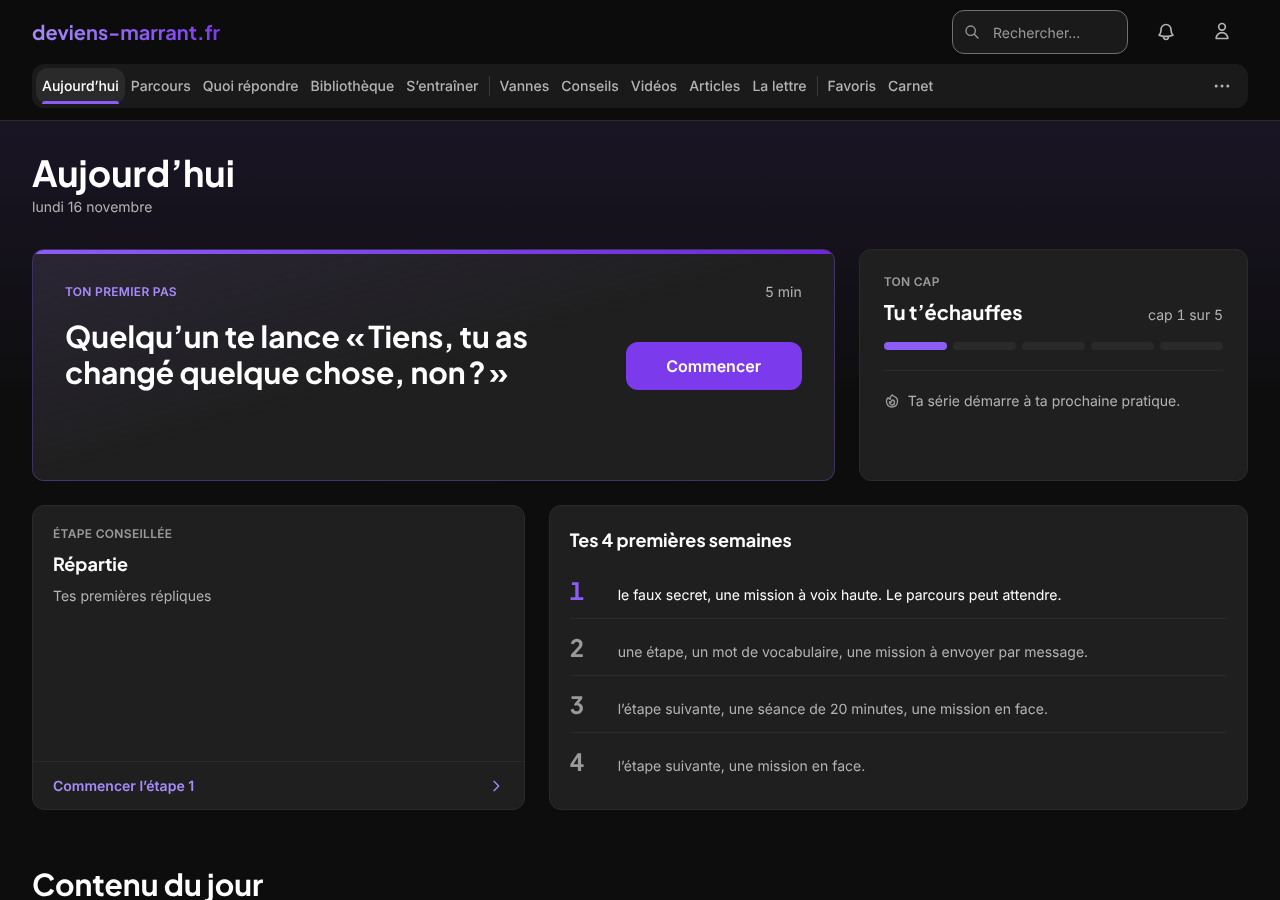 deviens-marrant.fr
Rechercher...
Aujourd’hui Parcours Quoi répondre Bibliothèque S’entraîner Vannes Conseils Vidéos Articles La lettre Favoris Carnet
Aujourd’hui
lundi 16 novembre
TON PREMIER PAS
5 min
Quelqu’un te lance « Tiens, tu as
changé quelque chose, non ? »
Commencer
TON CAP
Tu t’échauffes
cap 1 sur 5
Ta série démarre à ta prochaine pratique.
ÉTAPE CONSEILLÉE
Répartie
Tes premières répliques
Commencer l’étape 1
Tes 4 premières semaines
1 le faux secret, une mission à voix haute. Le parcours peut attendre.
2 une étape, un mot de vocabulaire, une mission à envoyer par message.
3 l’étape suivante, une séance de 20 minutes, une mission en face.
4 l’étape suivante, une mission en face.
Contenu du jour